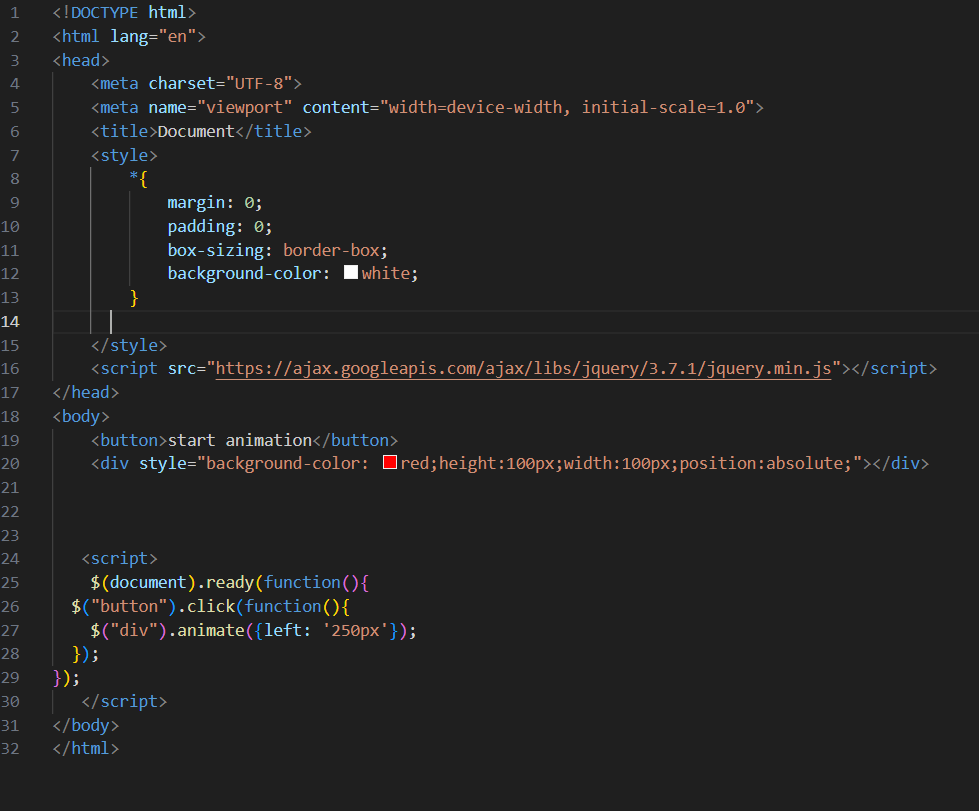 1 <!DOCTYPE html>
2 <html lang="en">
3 <head>
4     <meta charset="UTF-8">
5     <meta name="viewport" content="width=device-width, initial-scale=1.0">
6     <title>Document</title>
7     <style>
8         *{
9             margin: 0;
10             padding: 0;
11             box-sizing: border-box;
12             background-color: white;
13         }
14
15     </style>
16     <script src="https://ajax.googleapis.com/ajax/libs/jquery/3.7.1/jquery.min.js"></script>
17 </head>
18 <body>
19     <button>start animation</button>
20     <div style="background-color: red;height:100px;width:100px;position:absolute;"></div>
21
22
23
24    <script>
25     $(document).ready(function(){
26   $("button").click(function(){
27     $("div").animate({left: '250px'});
28   });
29 });
30    </script>
31 </body>
32 </html>